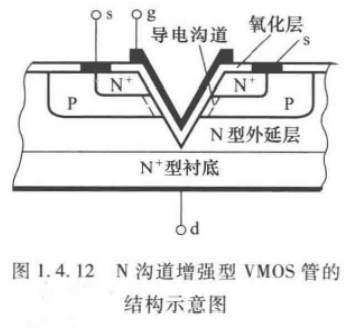 s
g
导电沟道
氧化层
s
N⁺
N⁺
P
P
N型外延层
N⁺型衬底
d
图 1.4.12 N 沟道增强型 VMOS 管的
结构示意图